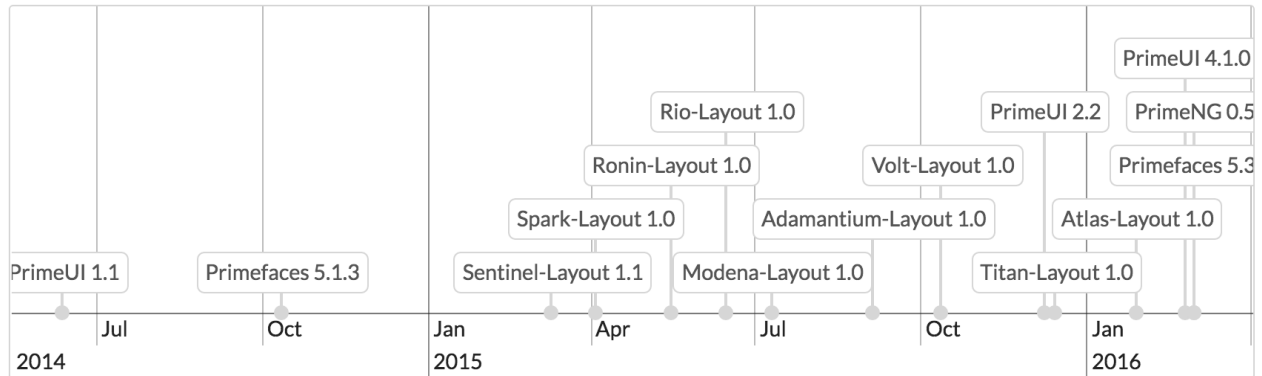 PrimeUI 4.1.0
Rio-Layout 1.0
PrimeUI 2.2
PrimeNG 0.5
Ronin-Layout 1.0
Volt-Layout 1.0
Primefaces 5.3
Spark-Layout 1.0
Adamantium-Layout 1.0
Atlas-Layout 1.0
PrimeUI 1.1
Primefaces 5.1.3
Sentinel-Layout 1.1
Modena-Layout 1.0
Titan-Layout 1.0
Jul
Oct
Jan
Apr
Jul
Oct
Jan
2014
2015
2016